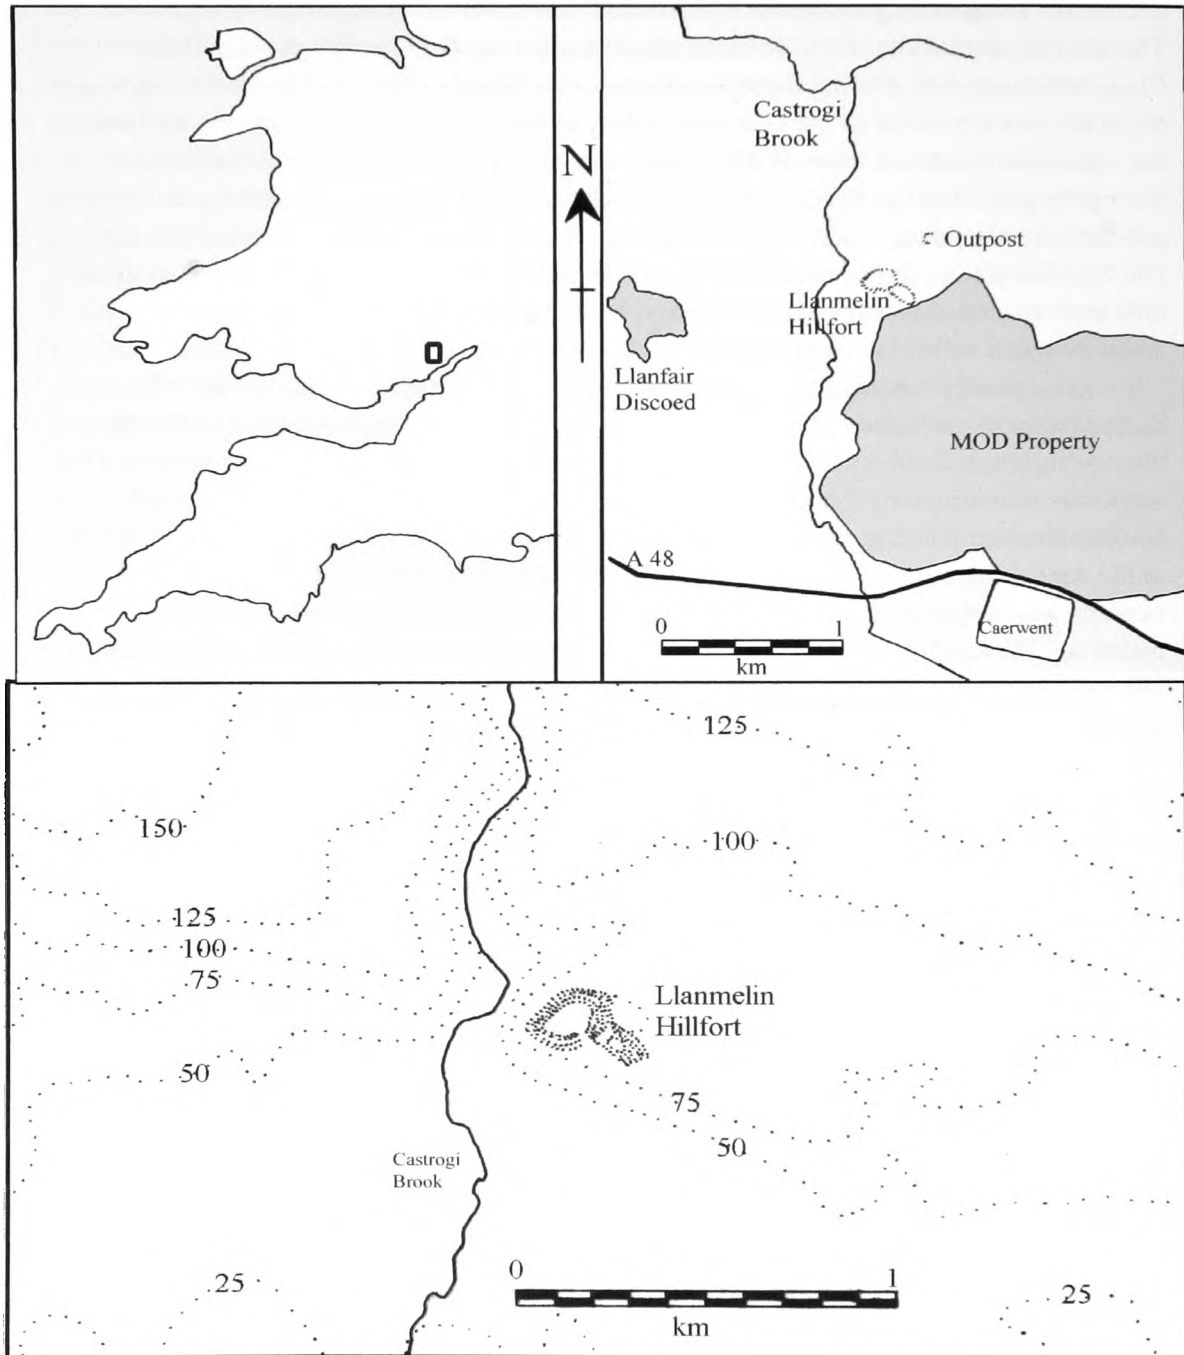 N
Castrogi
Brook
Outpost
Llanmelin
Hillfort
Llanfair
Discoed
MOD Property
A 48
0 1
km
Caerwent
125
150
100
125
100
75
Llanmelin
Hillfort
50
75
50
Castrogi
Brook
25
0 1
km
25